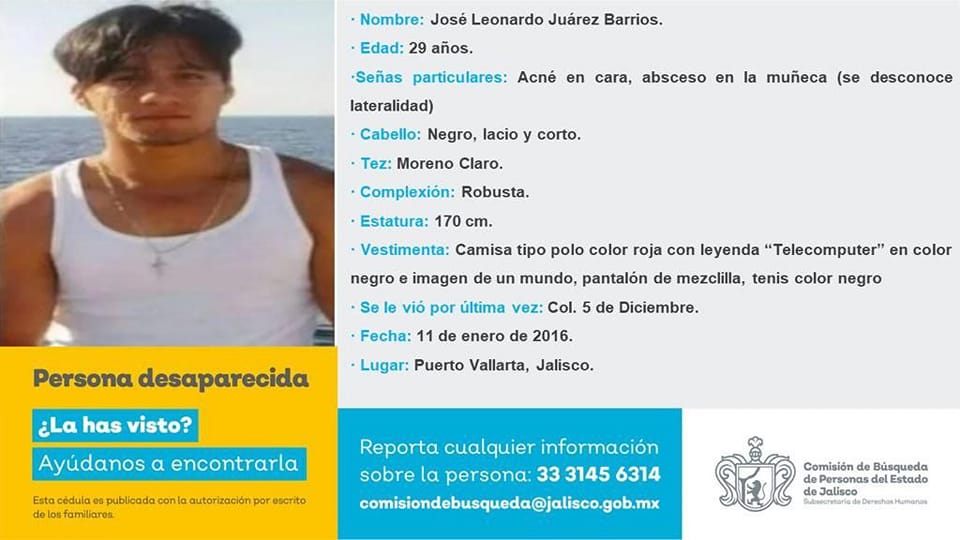 · Nombre: José Leonardo Juárez Barrios.
· Edad: 29 años.
·Señas particulares: Acné en cara, absceso en la muñeca (se desconoce
lateralidad)
· Cabello: Negro, lacio y corto.
· Tez: Moreno Claro.
· Complexión: Robusta.
· Estatura: 170 cm.
· Vestimenta: Camisa tipo polo color roja con leyenda “Telecomputer” en color
negro e imagen de un mundo, pantalón de mezclilla, tenis color negro
· Se le vió por última vez: Col. 5 de Diciembre.
· Fecha: 11 de enero de 2016.
· Lugar: Puerto Vallarta, Jalisco.
Persona desaparecida
¿La has visto?
Ayúdanos a encontrarla
Esta cédula es publicada con la autorización por escrito
de los familiares.
Reporta cualquier información
sobre la persona: 33 3145 6314
comisiondebusqueda@jalisco.gob.mx
Comisión de Búsqueda
de Personas del Estado
de Jalisco
Subsecretaría de Derechos Humanos